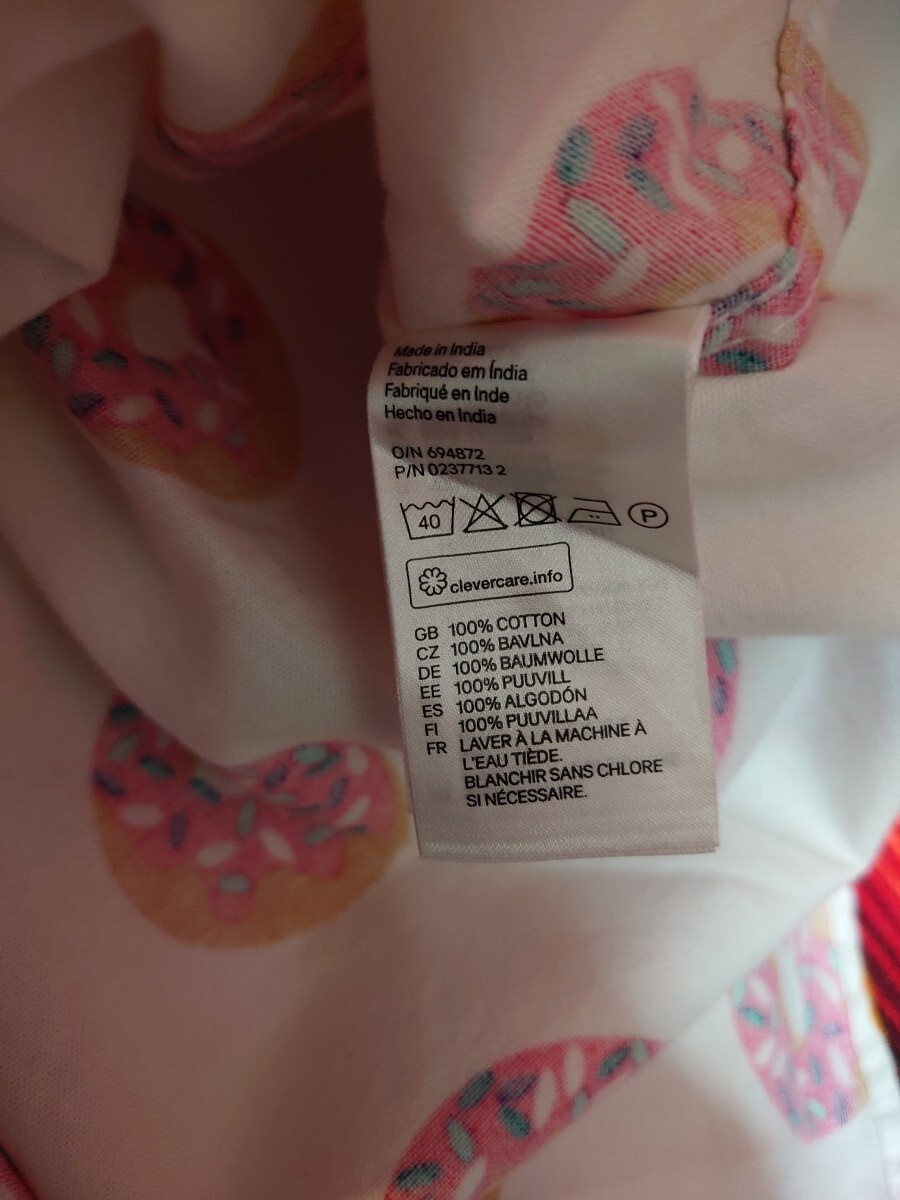 Made in India
Fabricado em Índia
Fabriqué en Inde
Hecho en India
O/N 694872
P/N 0237713 2
40 P
clevercare.info
GB 100% COTTON
CZ 100% BAVLNA
DE 100% BAUMWOLLE
EE 100% PUUVILL
ES 100% ALGODÓN
FI 100% PUUVILLAA
FR LAVER À LA MACHINE À
L'EAU TIÈDE.
BLANCHIR SANS CHLORE
SI NÉCESSAIRE.